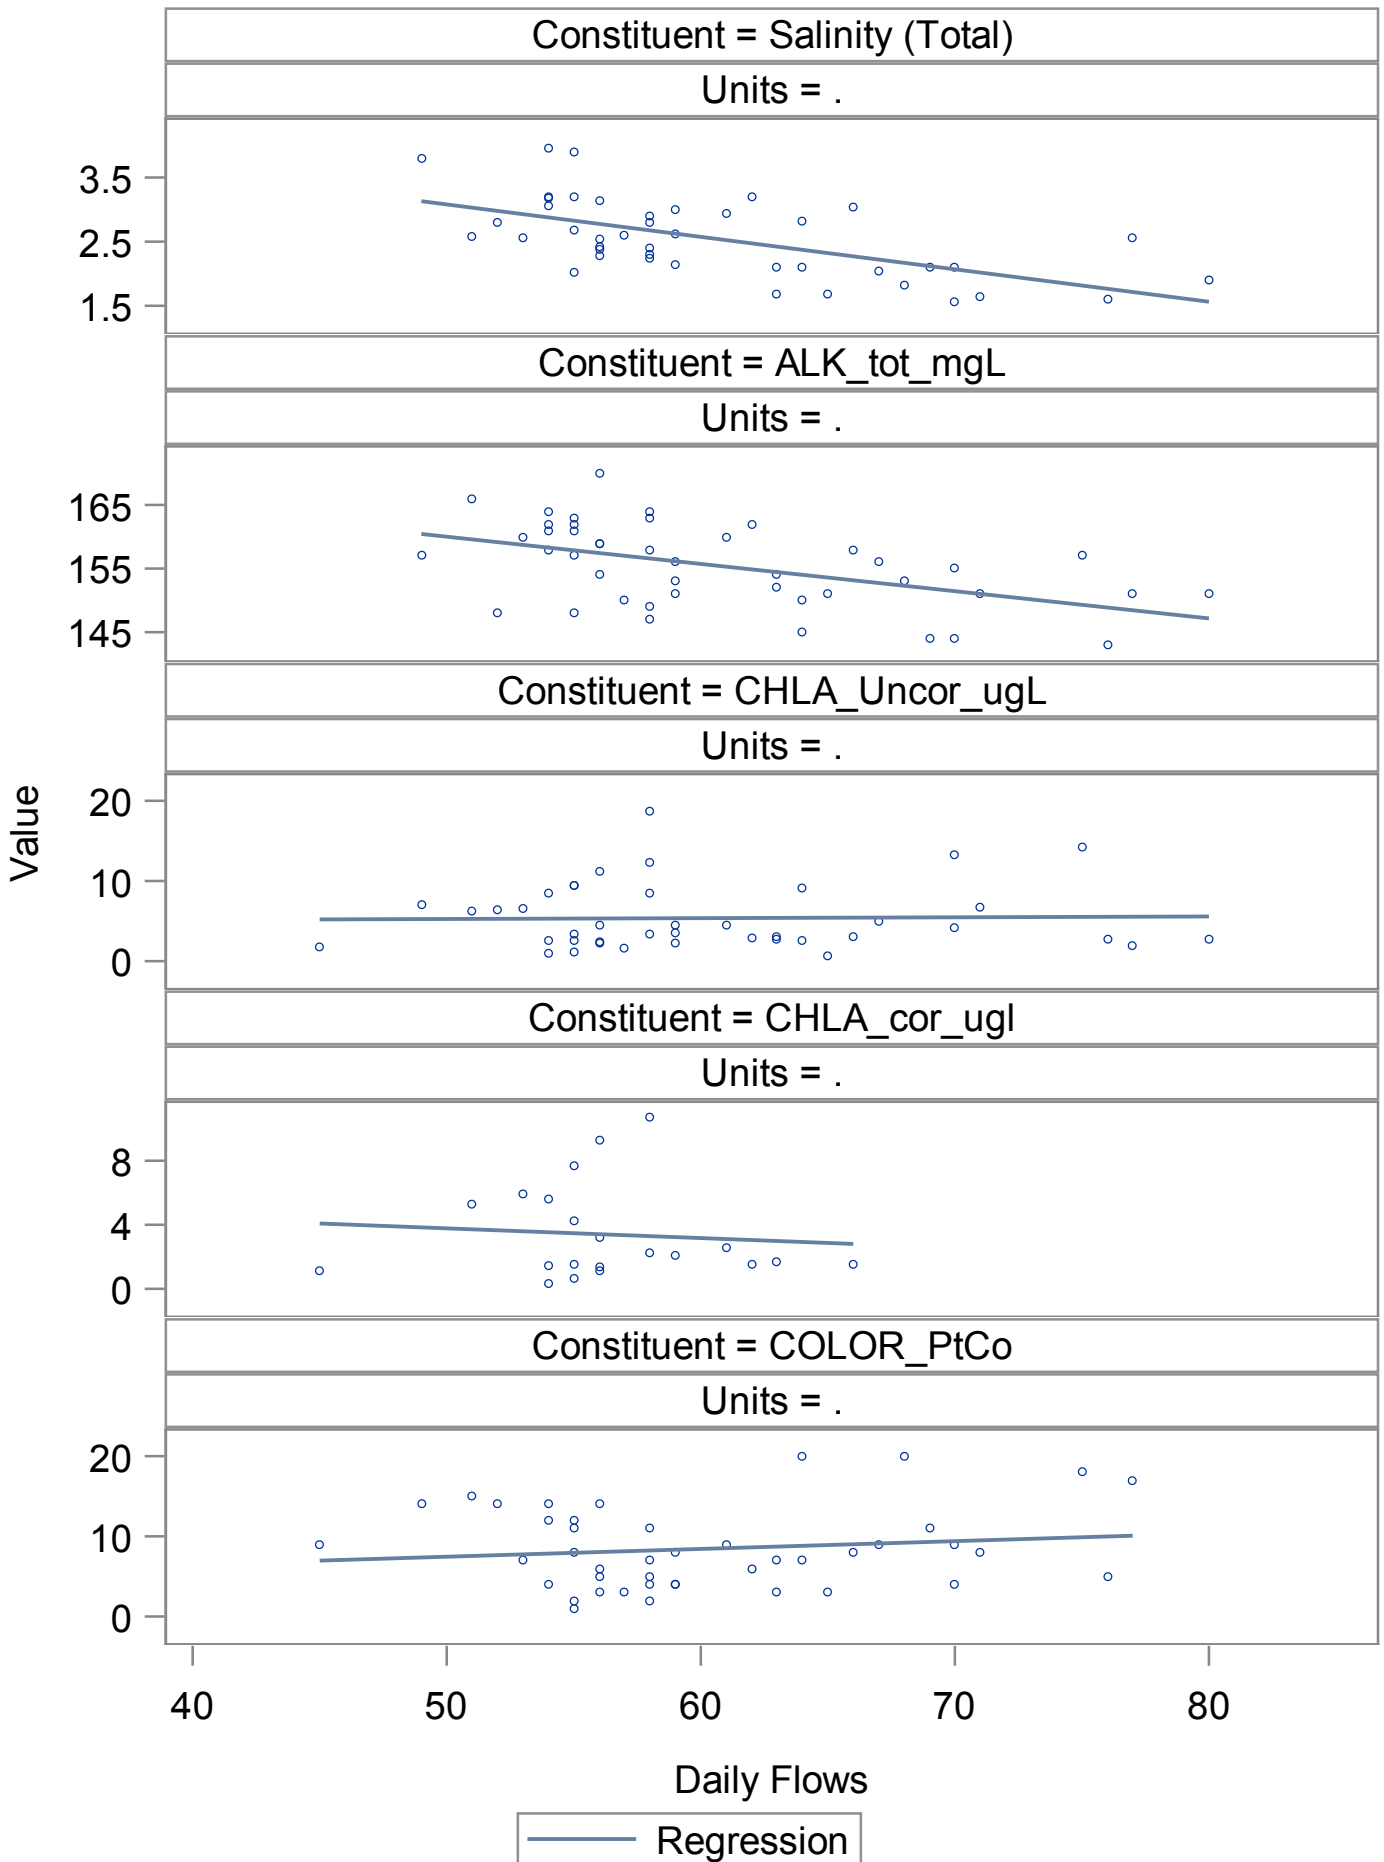 Constituent = Salinity (Total)
Units = .
3.5
2.5
1.5
Constituent = ALK_tot_mgL
Units = .
165
155
145
Constituent = CHLA_Uncor_ugL
Units = .
20
10
0
Value
Constituent = CHLA_cor_ugl
Units = .
8
4
0
Constituent = COLOR_PtCo
Units = .
20
10
0
40 50 60 70 80
Daily Flows
Regression